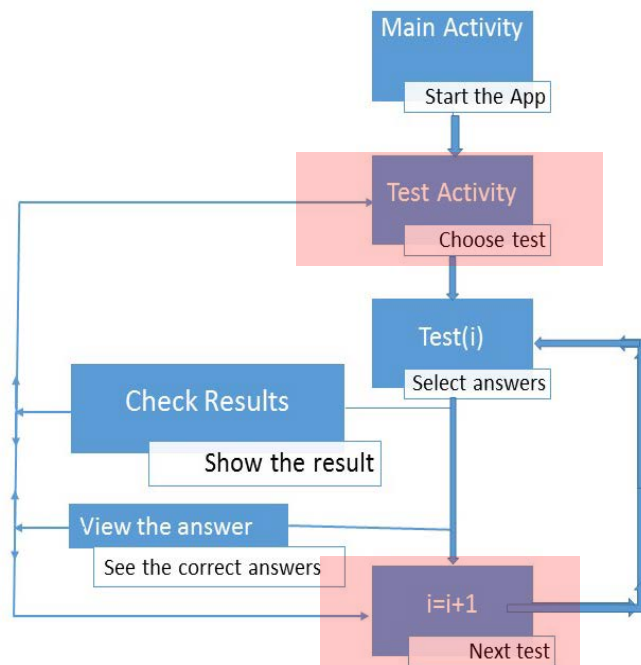 Main Activity
Start the App
Test Activity
Choose test
Test(i)
Select answers
Check Results
Show the result
View the answer
See the correct answers
i=i+1
Next test